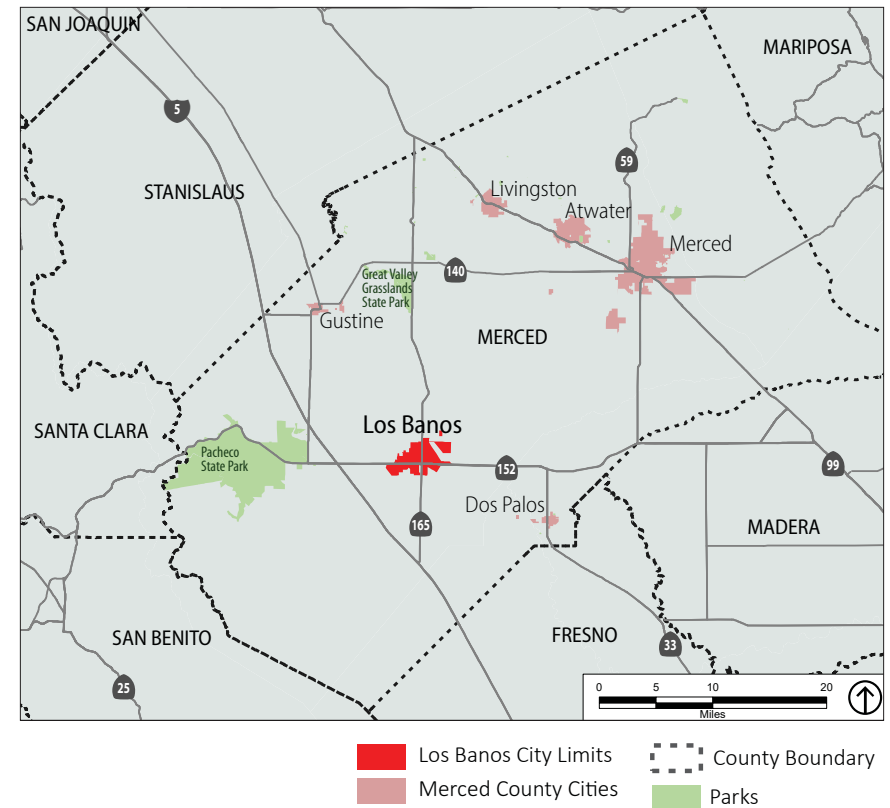 SAN JOAQUIN
MARIPOSA
5
59
STANISLAUS
Livingston
Atwater
Merced
140
Great Valley
Grasslands
State Park
Gustine
MERCED
SANTA CLARA
Los Banos
Pacheco
State Park
152
99
Dos Palos
165
MADERA
SAN BENITO
FRESNO
33
25
0 5 10 20
Miles
Los Banos City Limits
County Boundary
Merced County Cities
Parks